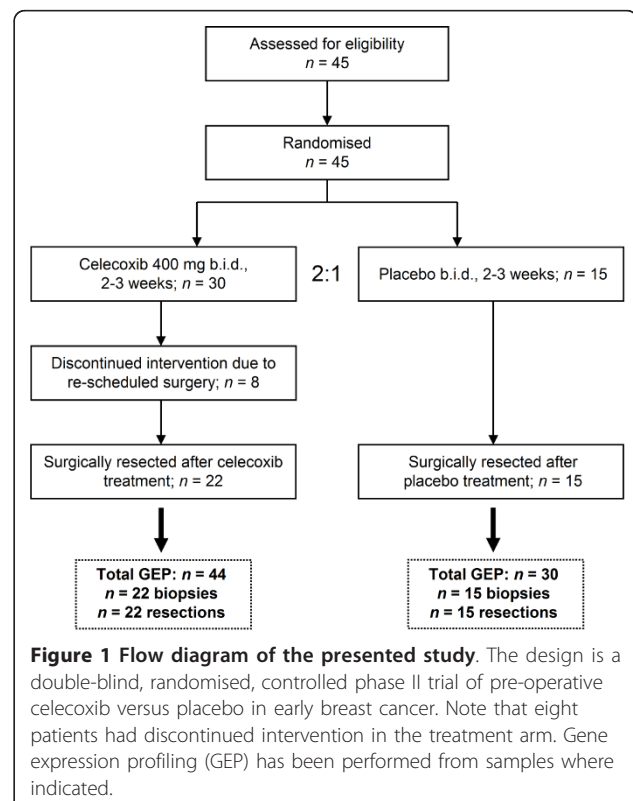 Assessed for eligibility
n = 45
Randomised
n = 45
Celecoxib 400 mg b.i.d.,
2-3 weeks; n = 30
2:1
Placebo b.i.d., 2-3 weeks; n = 15
Discontinued intervention due to
re-scheduled surgery; n = 8
Surgically resected after celecoxib
treatment; n = 22
Surgically resected after
placebo treatment; n = 15
Total GEP: n = 44
n = 22 biopsies
n = 22 resections
Total GEP: n = 30
n = 15 biopsies
n = 15 resections
Figure 1 Flow diagram of the presented study. The design is a
double-blind, randomised, controlled phase II trial of pre-operative
celecoxib versus placebo in early breast cancer. Note that eight
patients had discontinued intervention in the treatment arm. Gene
expression profiling (GEP) has been performed from samples where
indicated.